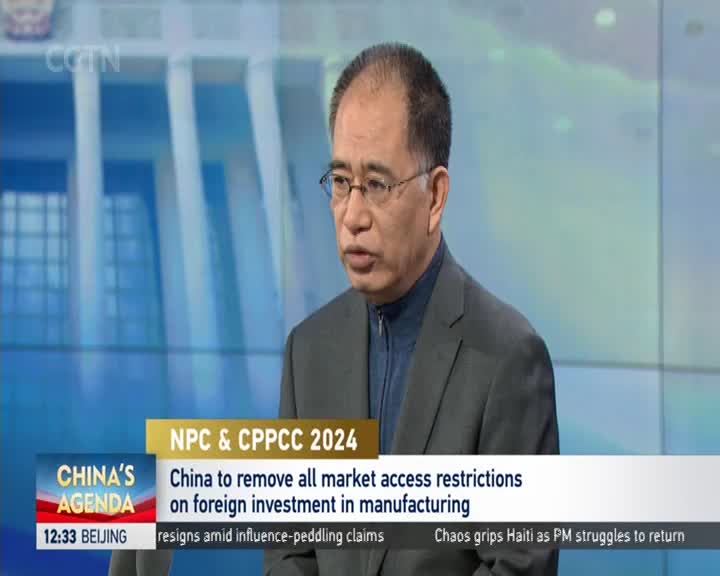 CGTN
NPC & CPPCC 2024
CHINA'S
AGENDA
China to remove all market access restrictions
on foreign investment in manufacturing
12:33 BEIJING
resigns amid influence-peddling claims
Chaos grips Haiti as PM struggles to return